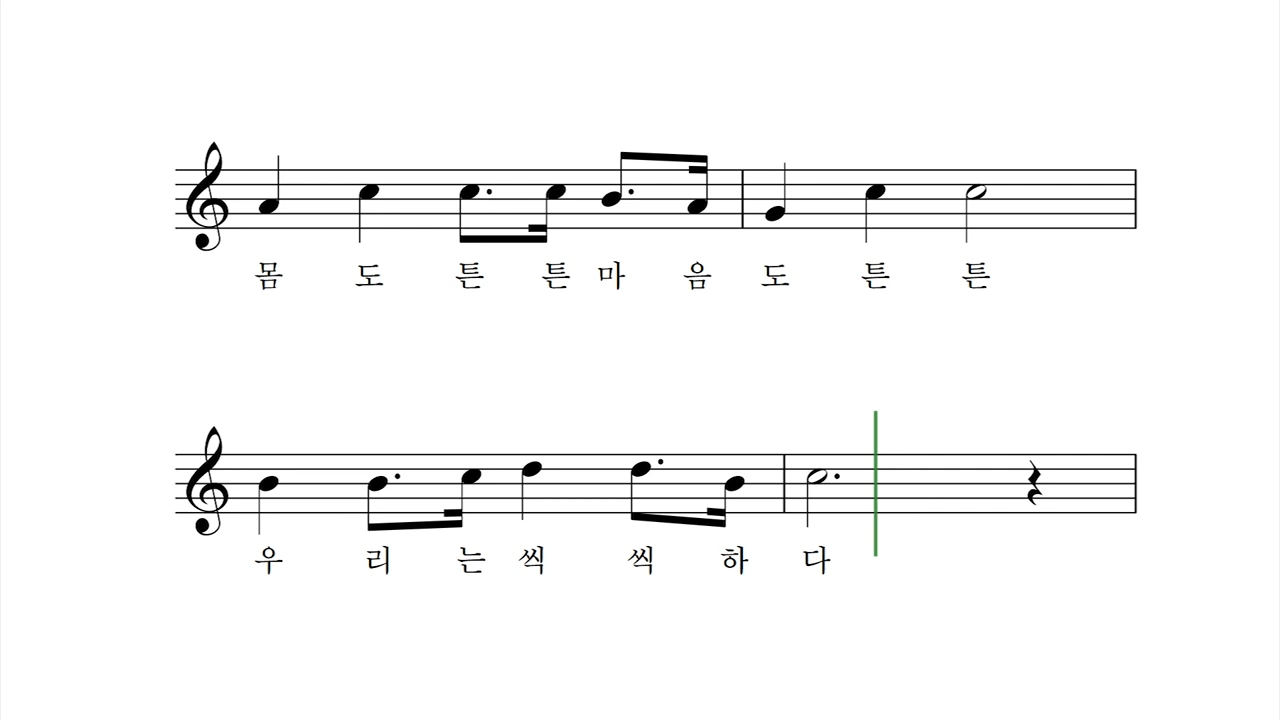 몸 도 튼 튼 마 음 도 튼 튼
우 리 는 씩 씩 하 다